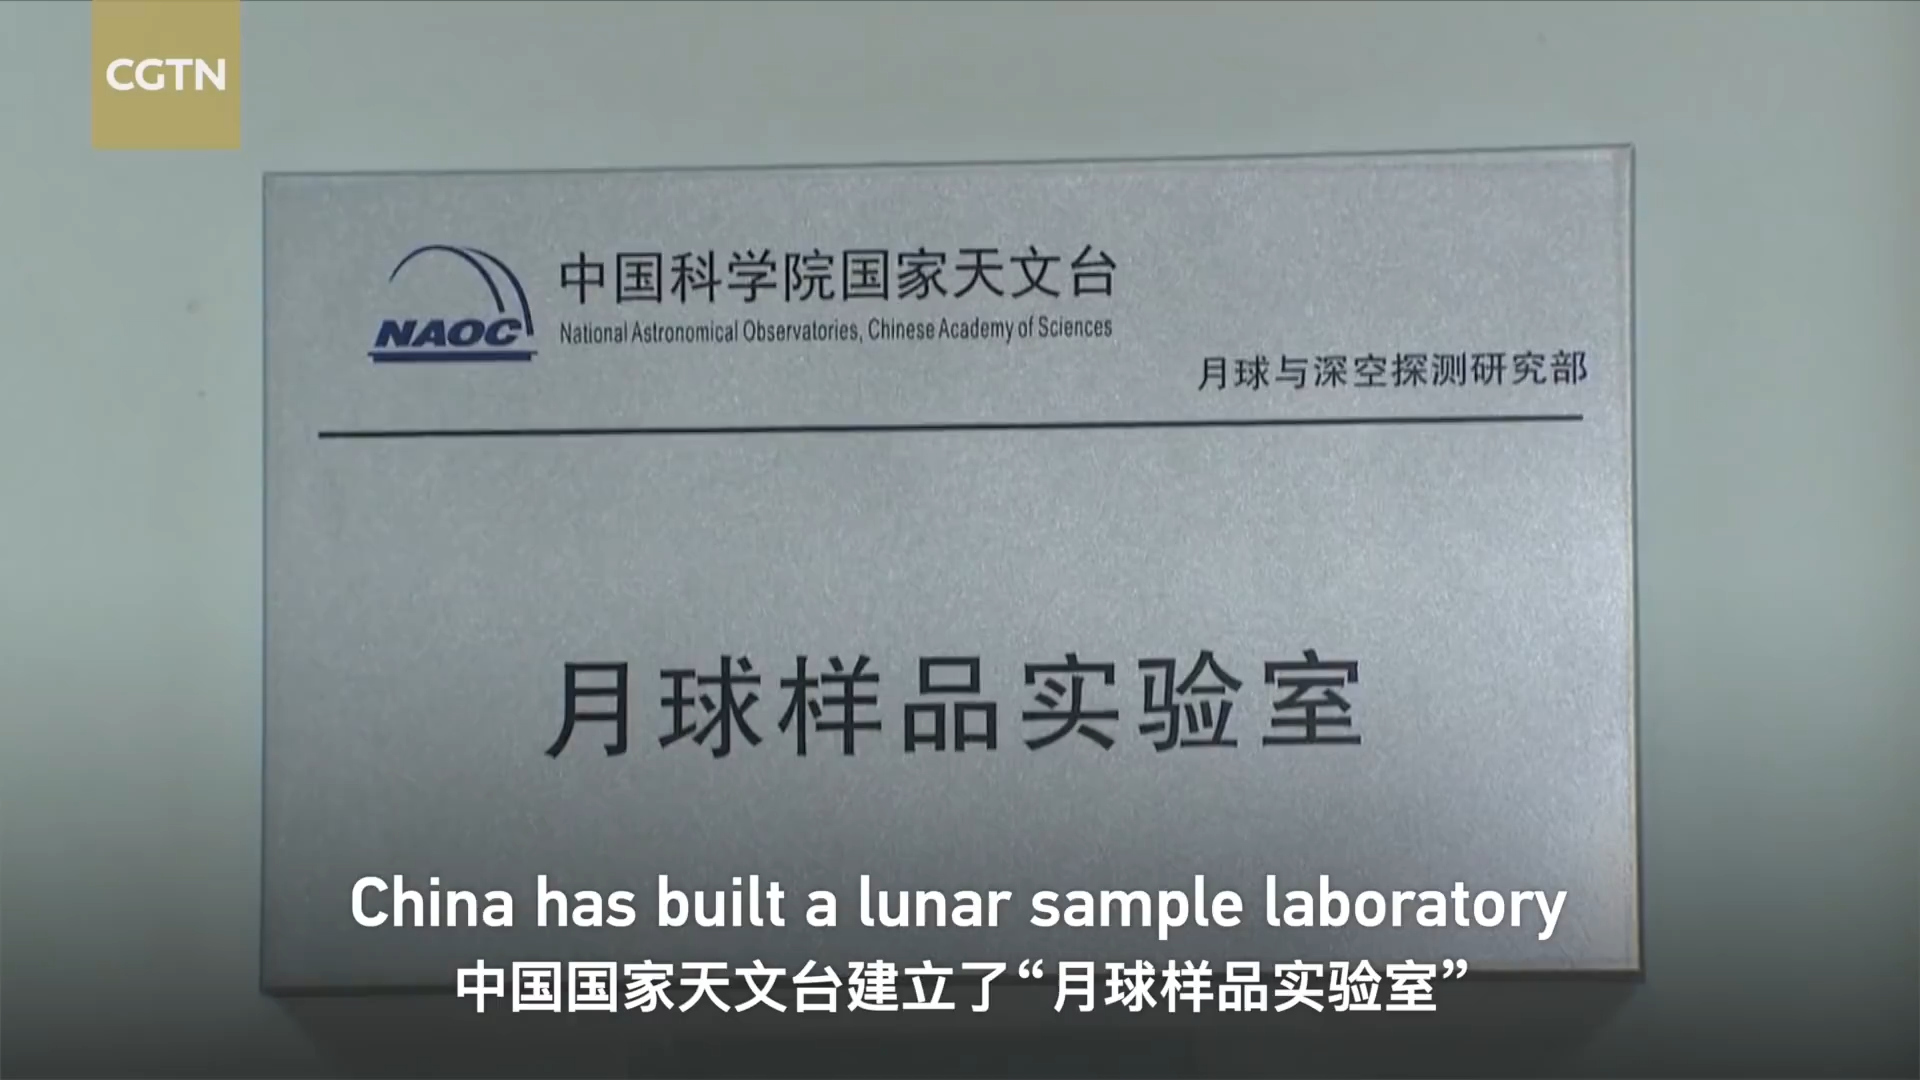 CGTN
中国科学院国家天文台
NAOC
National Astronomical Observatories, Chinese Academy of Sciences
月球与深空探测研究部
月球样品实验室
China has built a lunar sample laboratory
中国国家天文台建立了“月球样品实验室”